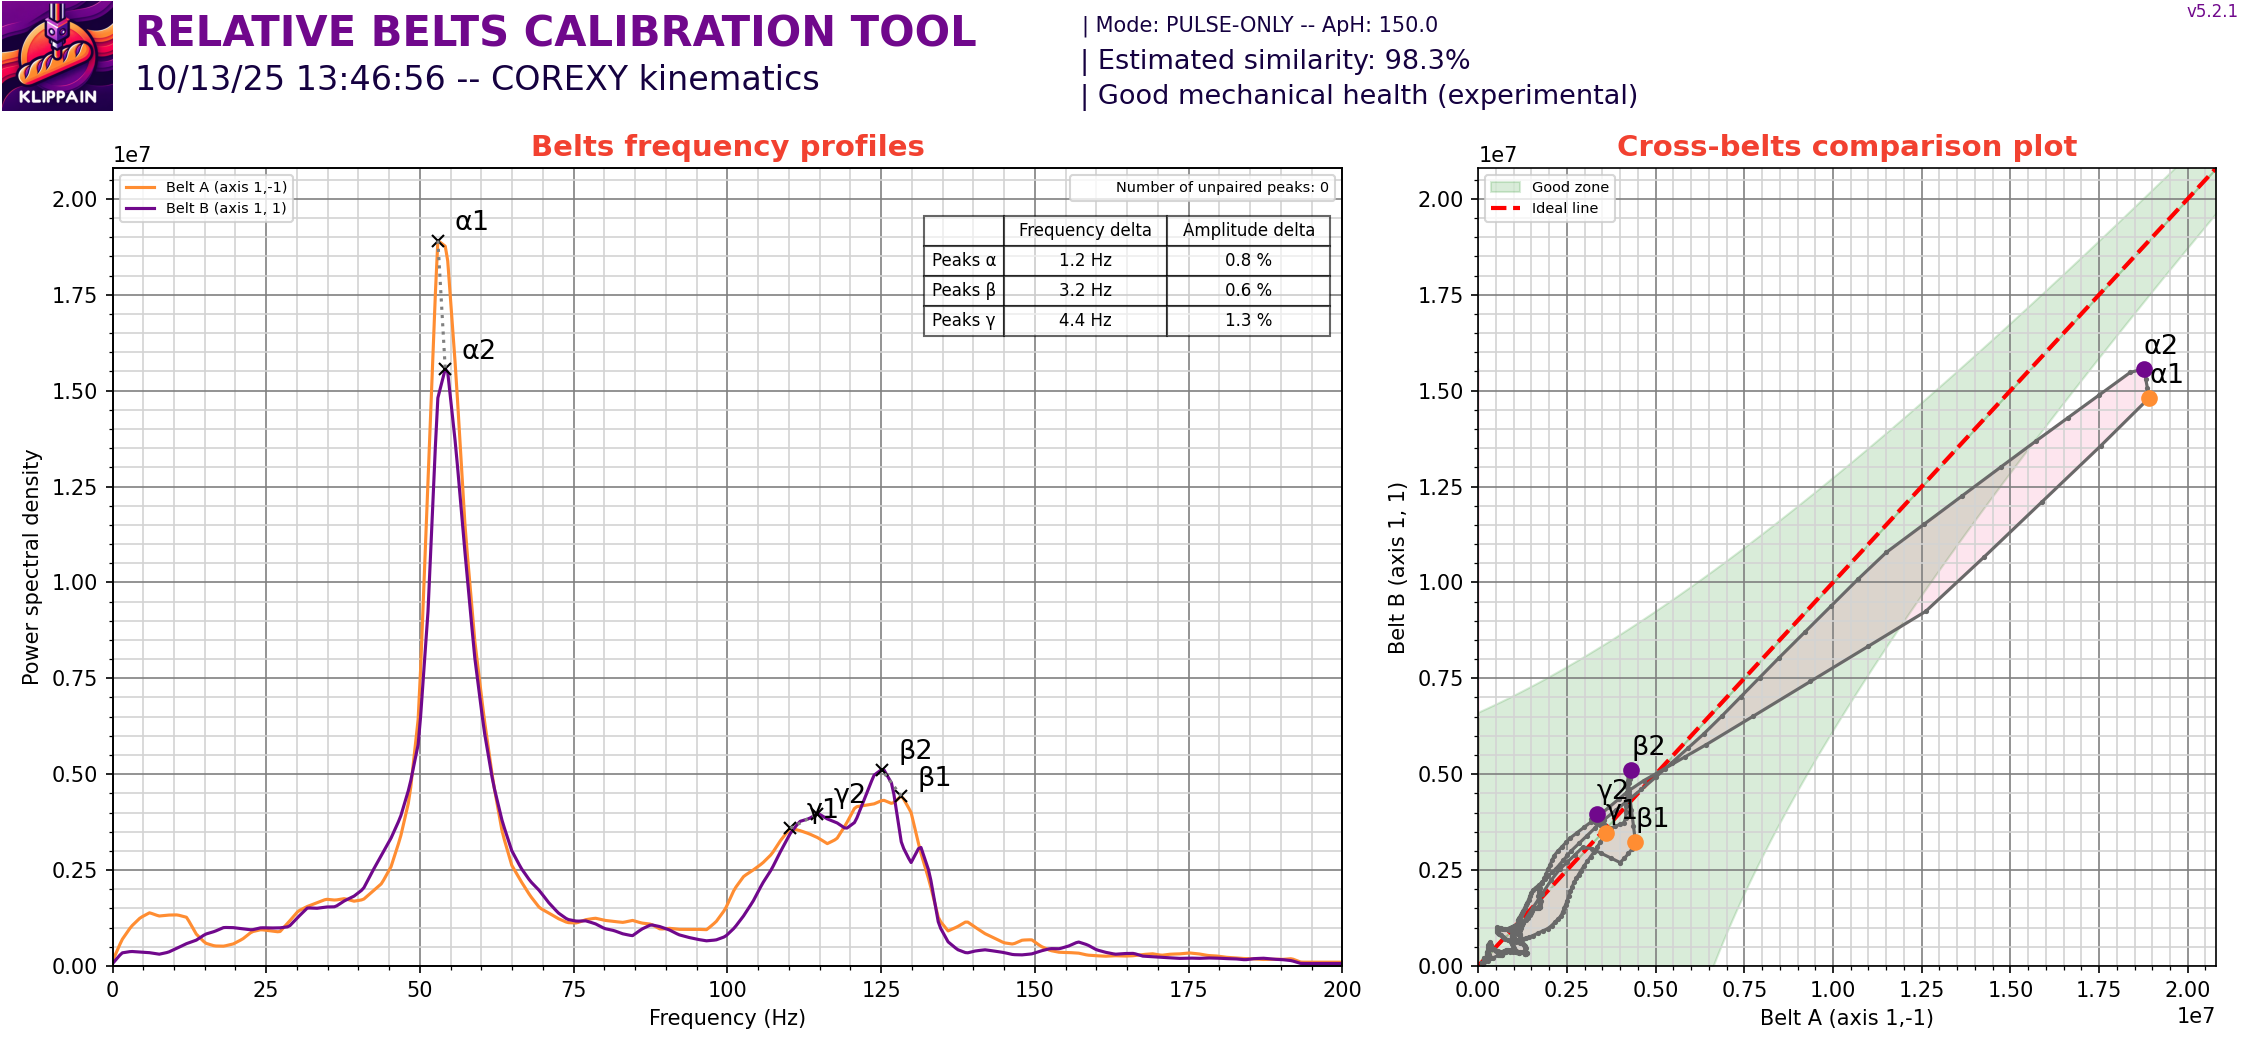 KLIPPAIN
RELATIVE BELTS CALIBRATION TOOL
10/13/25 13:46:56 -- COREXY kinematics
| Mode: PULSE-ONLY -- ApH: 150.0
| Estimated similarity: 98.3%
| Good mechanical health (experimental)
v5.2.1
Belts frequency profiles
1e7
Belt A (axis 1,-1)
Belt B (axis 1, 1)
Number of unpaired peaks: 0
Frequency delta Amplitude delta
Peaks α 1.2 Hz 0.8 %
Peaks β 3.2 Hz 0.6 %
Peaks γ 4.4 Hz 1.3 %
α1
α2
β2
β1
γ2
γ1
2.00
1.75
1.50
1.25
1.00
0.75
0.50
0.25
0.00
Power spectral density
0 25 50 75 100 125 150 175 200
Frequency (Hz)
Cross-belts comparison plot
1e7
Good zone
Ideal line
α2
α1
β2
γ2
γ1
β1
2.00
1.75
1.50
1.25
1.00
0.75
0.50
0.25
0.00
Belt B (axis 1, 1)
0.00 0.25 0.50 0.75 1.00 1.25 1.50 1.75 2.00
1e7
Belt A (axis 1,-1)